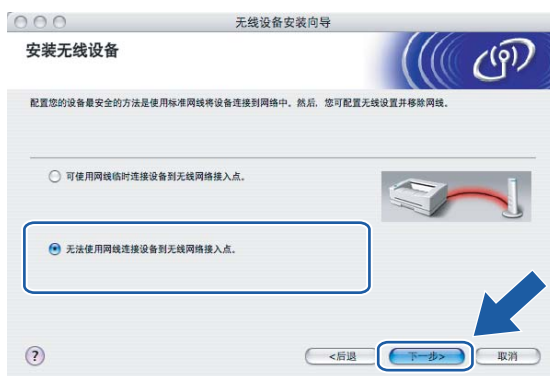 无线设备安装向导
安装无线设备
配置您的设备最安全的方法是使用标准网线将设备连接到网络中。然后，您可配置无线设置并移除网线。
可使用网线临时连接设备到无线网络接入点。
无法使用网线连接设备到无线网络接入点。
? <后退 下一步> 取消